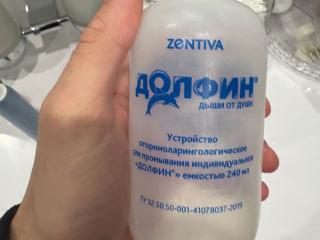 ZENTIVA
ДОЛФИН®
ДЫШИ ОТ ДУШИ
Устройство
оториноларингологическое
для промывания индивидуальное
«ДОЛФИН®» емкостью 240 мл
ТУ 32.50.50-001-41078037-2019